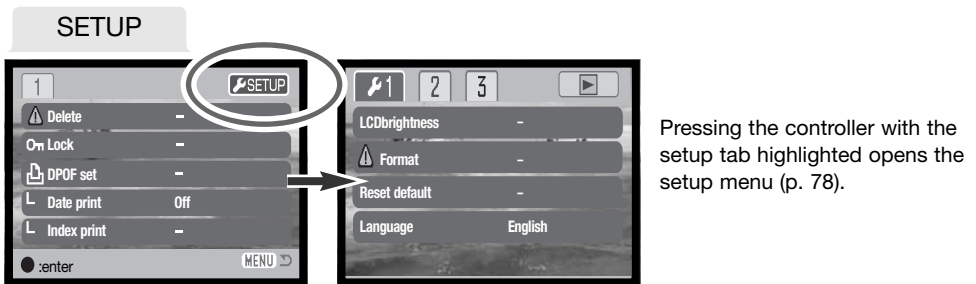 SETUP
1 SETUP
Delete –
Lock –
DPOF set –
Date print Off
Index print –
:enter MENU
1 2 3
LCDbrightness –
Format –
Reset default –
Language English
Pressing the controller with the
setup tab highlighted opens the
setup menu (p. 78).